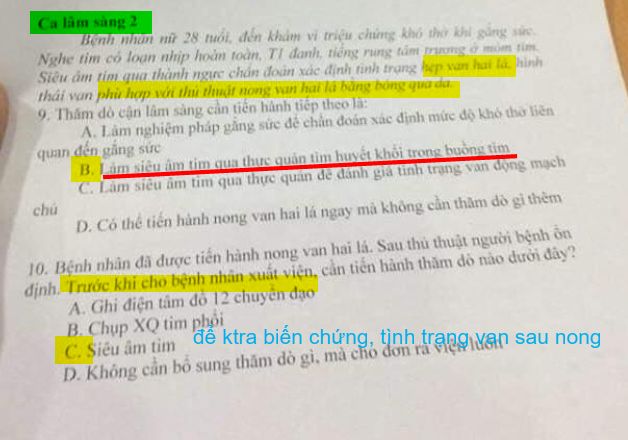 Ca lâm sàng 2
Bệnh nhân nữ 28 tuổi, đến khám vì triệu chứng khó thở khi gắng sức.
Nghe tim có loạn nhịp hoàn toàn, T1 đanh, tiếng rung tâm trương ở mỏm tim.
Siêu âm tim qua thành ngực chẩn đoán xác định tình trạng hẹp van hai lá, hình
thái van phù hợp với thủ thuật nong van hai lá bằng bóng qua da.
9. Thăm dò cận lâm sàng cần tiến hành tiếp theo là:
A. Làm nghiệm pháp gắng sức để chẩn đoán xác định mức độ khó thở liên
quan đến gắng sức
B. Làm siêu âm tim qua thực quản tìm huyết khối trong buồng tim
C. Làm siêu âm tim qua thực quản để đánh giá tình trạng van động mạch
chủ
D. Có thể tiến hành nong van hai lá ngay mà không cần thăm dò gì thêm
10. Bệnh nhân đã được tiến hành nong van hai lá. Sau thủ thuật người bệnh ổn
định. Trước khi cho bệnh nhân xuất viện, cần tiến hành thăm dò nào dưới đây?
A. Ghi điện tâm đồ 12 chuyển đạo
B. Chụp XQ tim phổi
C. Siêu âm tim để ktra biến chứng, tình trạng van sau nong
D. Không cần bổ sung thăm dò gì, mà cho đơn ra viện luôn